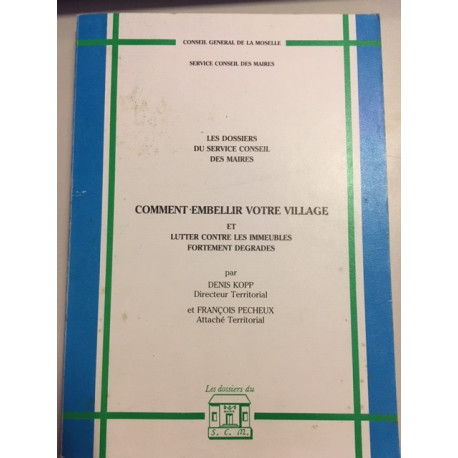 CONSEIL GENERAL DE LA MOSELLE
SERVICE CONSEIL DES MAIRES
LES DOSSIERS
DU SERVICE CONSEIL
DES MAIRES
COMMENT EMBELLIR VOTRE VILLAGE
ET
LUTTER CONTRE LES IMMEUBLES
FORTEMENT DEGRADES
par
DENIS KOPP
Directeur Territorial
et FRANÇOIS PECHEUX
Attaché Territorial
Les dossiers du
S. C. M.